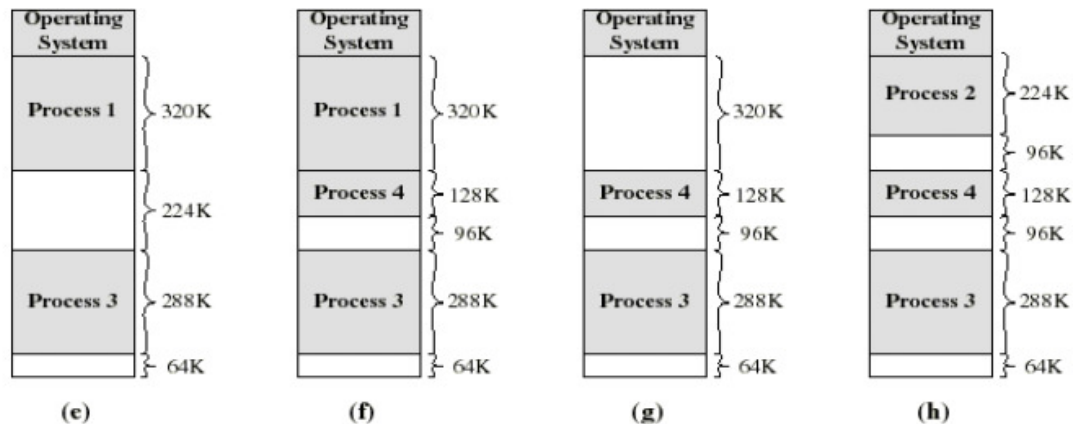 Operating
System
Process 1
320K
224K
Process 3
288K
64K
(e)
Operating
System
Process 1
320K
Process 4
128K
96K
Process 3
288K
64K
(f)
Operating
System
320K
Process 4
128K
96K
Process 3
288K
64K
(g)
Operating
System
Process 2
224K
96K
Process 4
128K
96K
Process 3
288K
64K
(h)